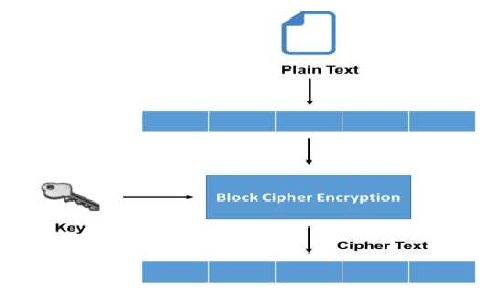 Plain Text
Block Cipher Encryption
Key
Cipher Text